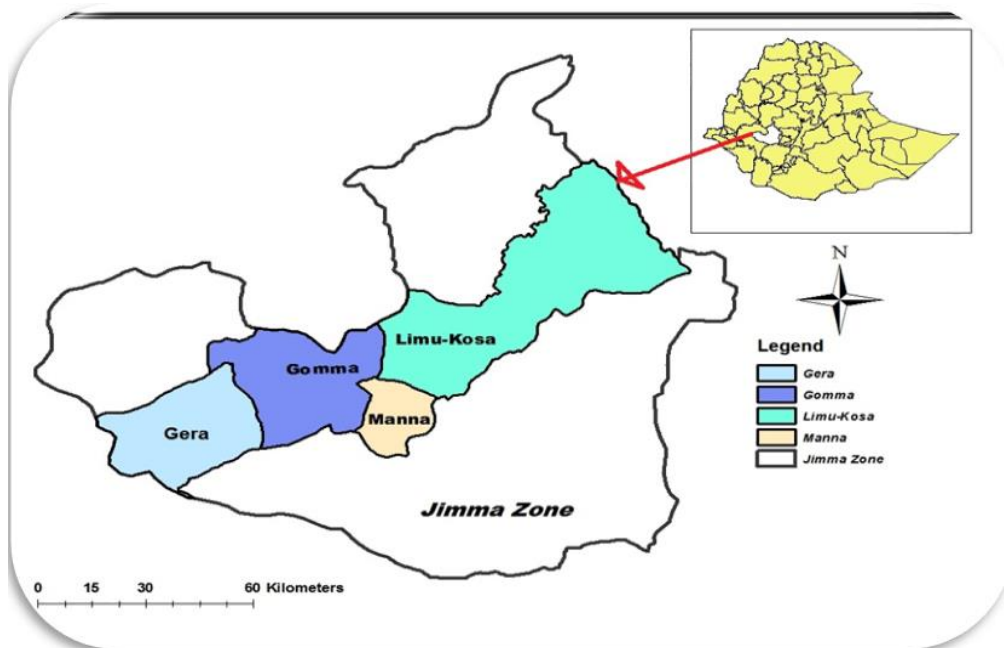 N
Limu-Kosa
Gomma
Manna
Gera
Jimma Zone
Legend
Gera
Gomma
Limu-Kosa
Manna
Jimma Zone
0 15 30 60 Kilometers